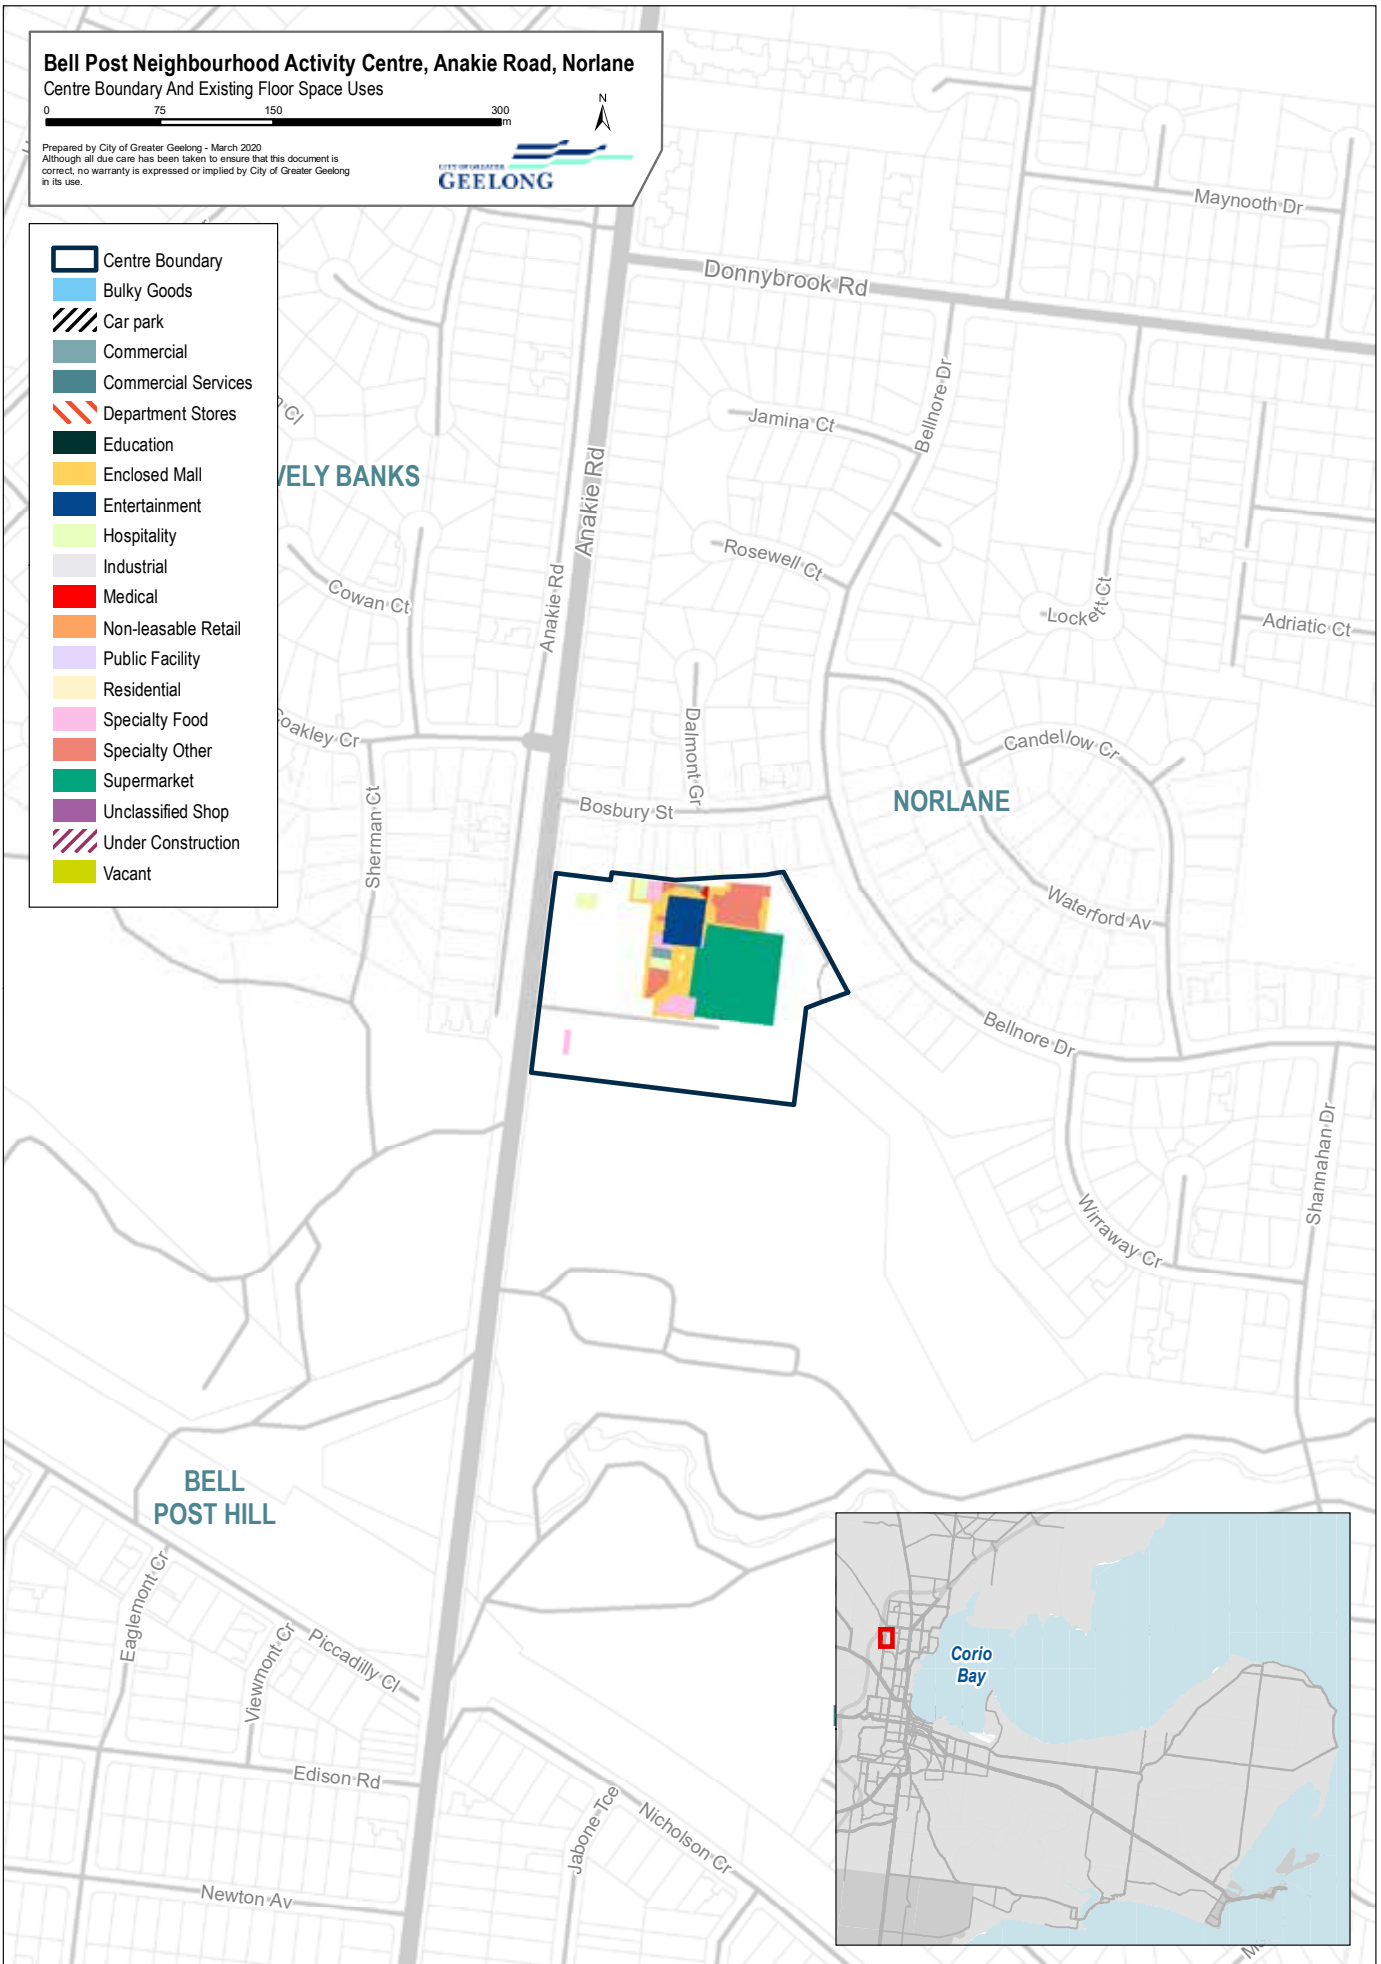 Bell Post Neighbourhood Activity Centre, Anakie Road, Norlane
Centre Boundary And Existing Floor Space Uses
0 75 150 300
m
N
Prepared by City of Greater Geelong - March 2020
Although all due care has been taken to ensure that this document is
correct, no warranty is expressed or implied by City of Greater Geelong
in its use.
CITY OF GREATER
GEELONG
Centre Boundary
Bulky Goods
Car park
Commercial
Commercial Services
Department Stores
Education
Enclosed Mall
Entertainment
Hospitality
Industrial
Medical
Non-leasable Retail
Public Facility
Residential
Specialty Food
Specialty Other
Supermarket
Unclassified Shop
Under Construction
Vacant
Maynooth Dr
Donnybrook Rd
Bellnore Dr
Jamina Ct
Cl
VELY BANKS
Anakie Rd
Anakie Rd
Rosewell Ct
Cowan Ct
Lockett Ct
Adriatic Ct
Dalmont Gr
oakley Cr
Candellow Cr
Sherman Ct
Bosbury St
NORLANE
Waterford Av
Bellnore Dr
Shannahan Dr
Wirraway Cr
BELL
POST HILL
Eaglemont Cr
Viewmont Cr
Piccadilly Cl
Corio
Bay
Edison Rd
Jabone Tce
Nicholson Cr
Newton Av